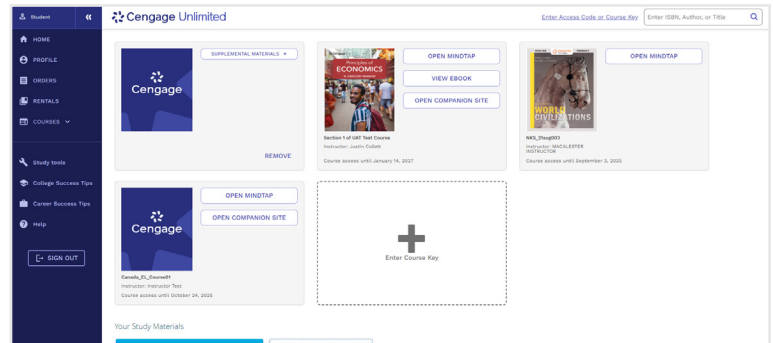 Student
«
Cengage Unlimited
Enter Access Code or Course Key
Enter ISBN, Author, or Title
HOME
PROFILE
ORDERS
RENTALS
COURSES
Study tools
College Success Tips
Career Success Tips
Help
SIGN OUT
Cengage
SUPPLEMENTAL MATERIALS
REMOVE
Principles of
ECONOMICS
N. GREGORY MANKIW
OPEN MINDTAP
VIEW EBOOK
OPEN COMPANION SITE
Section 1 of UAT Test Course
Instructor: Justin Collett
Course access until January 14, 2027
WORLD
CIVILIZATIONS
OPEN MINDTAP
NKS_31aug003
Instructor: MACALESTER
INSTRUCTOR
Course access until September 2, 2025
Cengage
OPEN MINDTAP
OPEN COMPANION SITE
Canada_EL_Course01
Instructor: Instructor Test
Course access until October 24, 2025
Enter Course Key
Your Study Materials